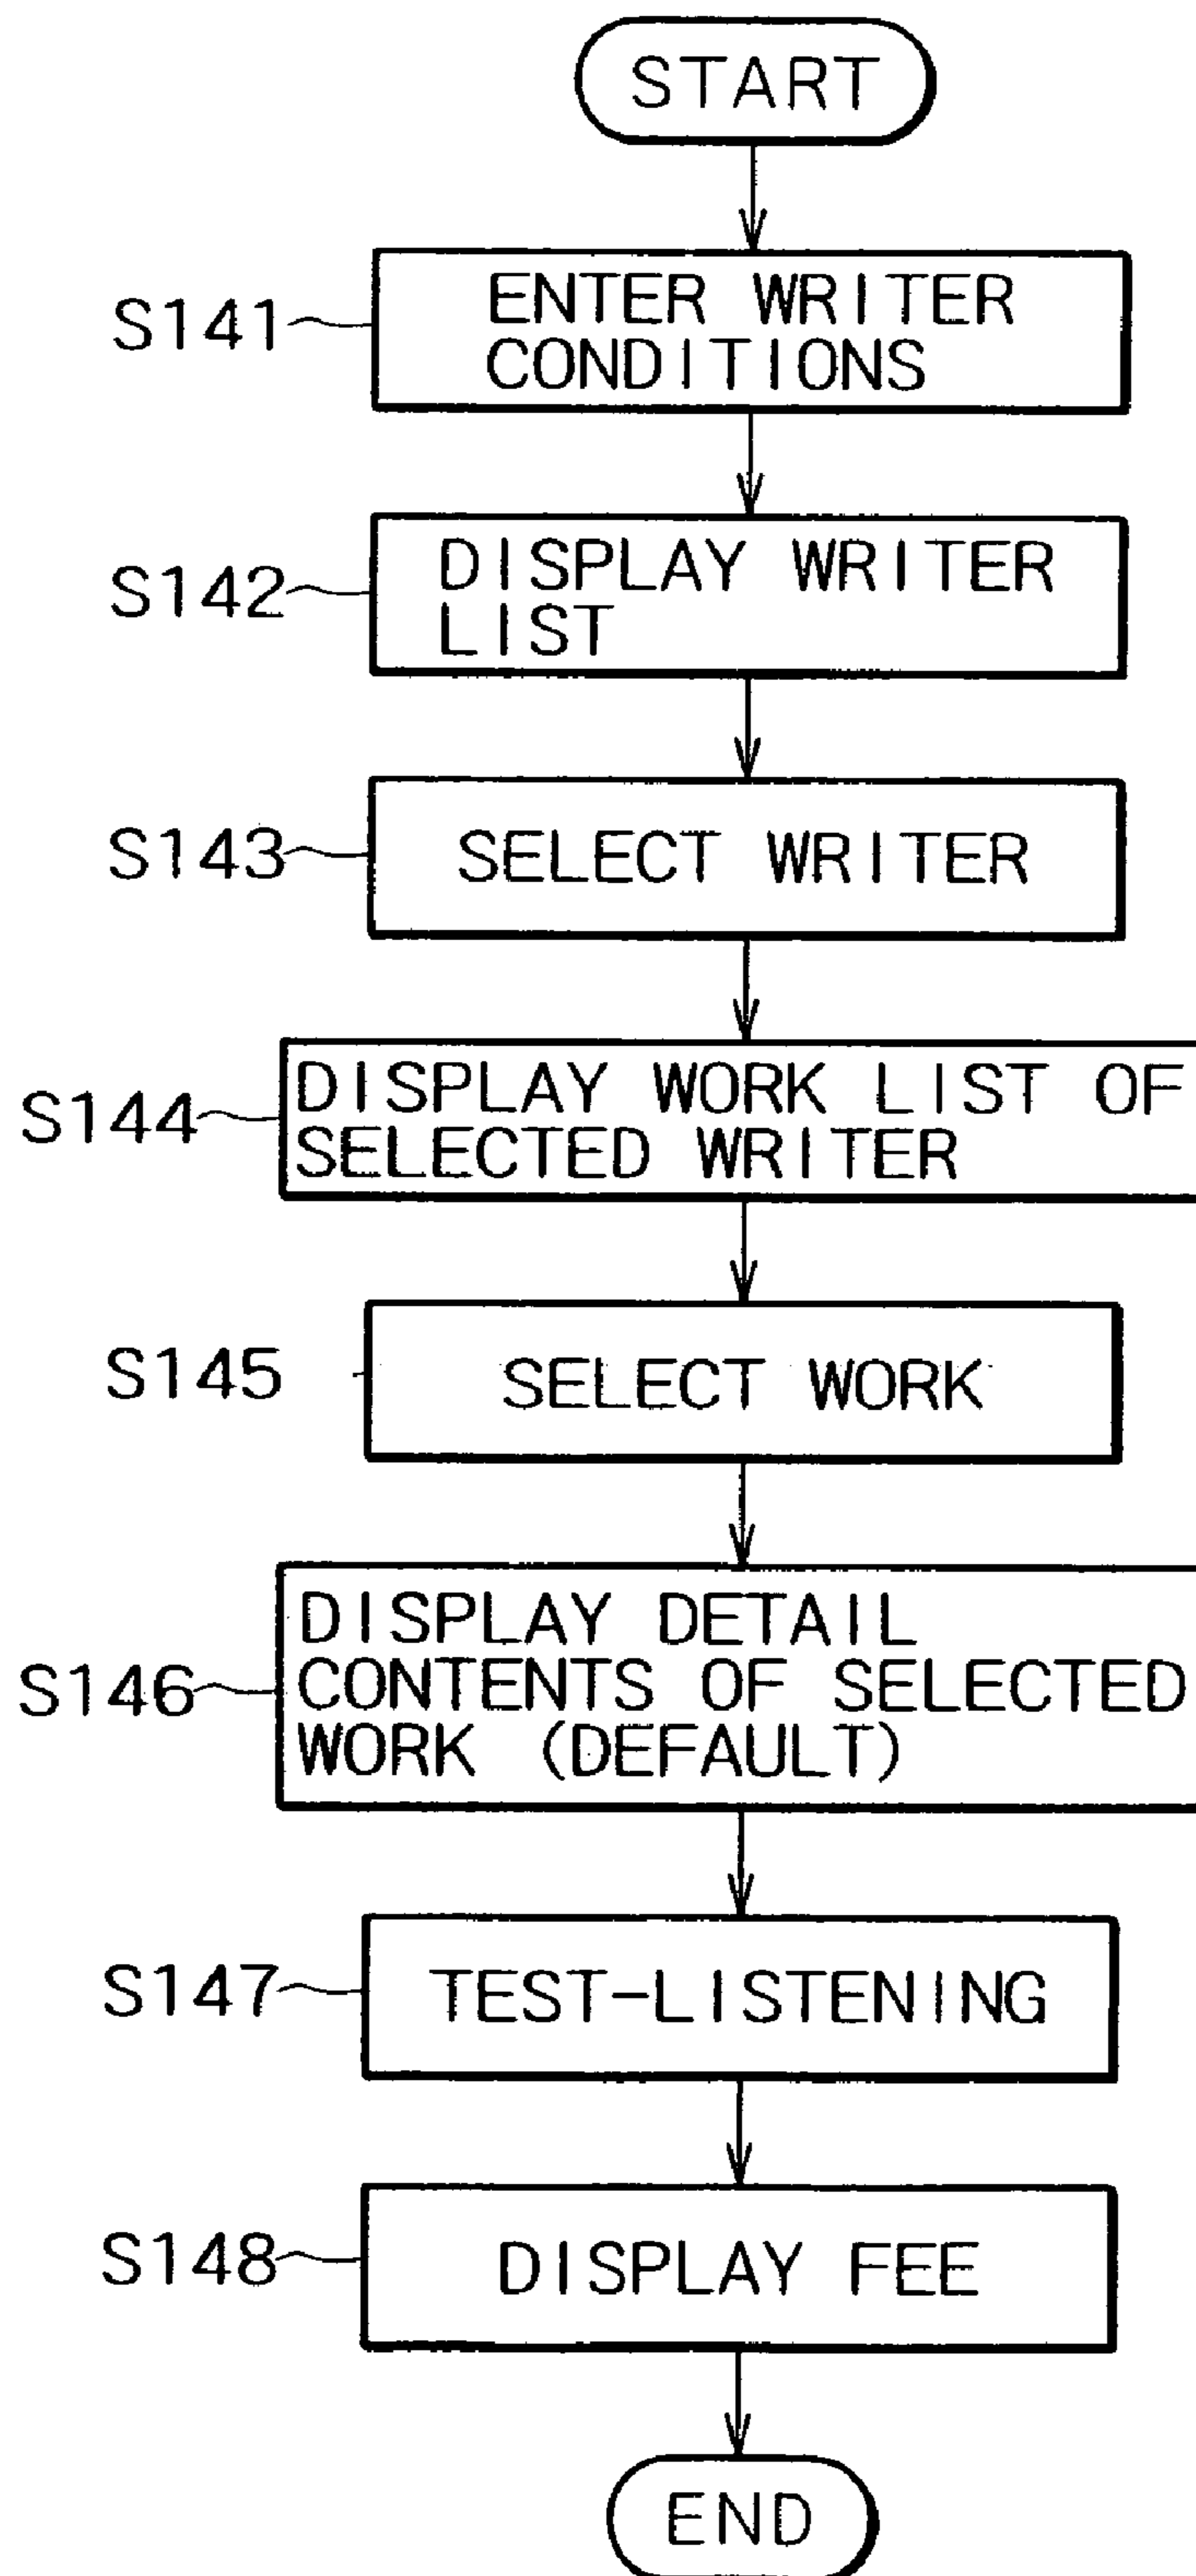 START
S141
ENTER WRITER
CONDITIONS
S142
DISPLAY WRITER
LIST
S143
SELECT WRITER
S144
DISPLAY WORK LIST OF
SELECTED WRITER
S145
SELECT WORK
S146
DISPLAY DETAIL
CONTENTS OF SELECTED
WORK (DEFAULT)
S147
TEST-LISTENING
S148
DISPLAY FEE
END